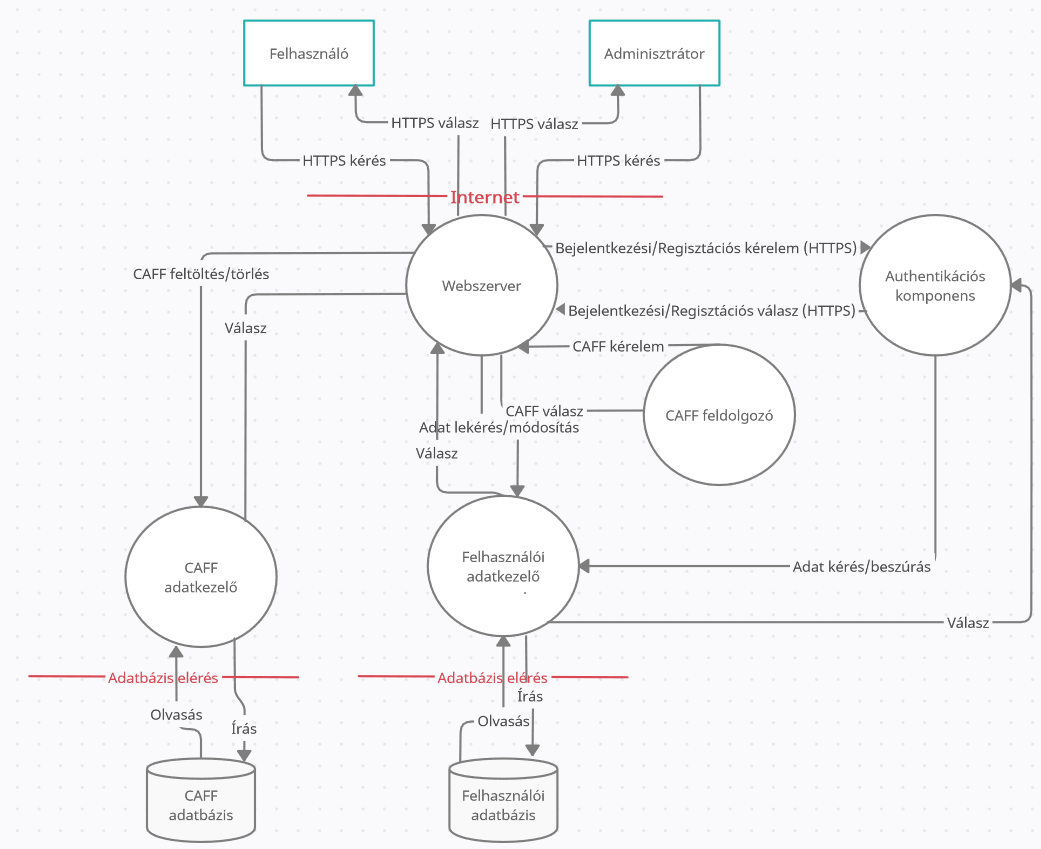 Felhasználó
Adminisztrátor
HTTPS válasz
HTTPS válasz
HTTPS kérés
HTTPS kérés
Internet
Bejelentkezési/Regisztációs kérelem (HTTPS)
CAFF feltöltés/törlés
Webszerver
Authentikációs
komponens
Bejelentkezési/Regisztációs válasz (HTTPS)
Válasz
CAFF kérelem
CAFF válasz
CAFF feldolgozó
Adat lekérés/módosítás
Válasz
CAFF
adatkezelő
Felhasználói
adatkezelő
.
Adat kérés/beszúrás
Válasz
Adatbázis elérés
Adatbázis elérés
Írás
Olvasás
Olvasás
Írás
CAFF
adatbázis
Felhasználói
adatbázis